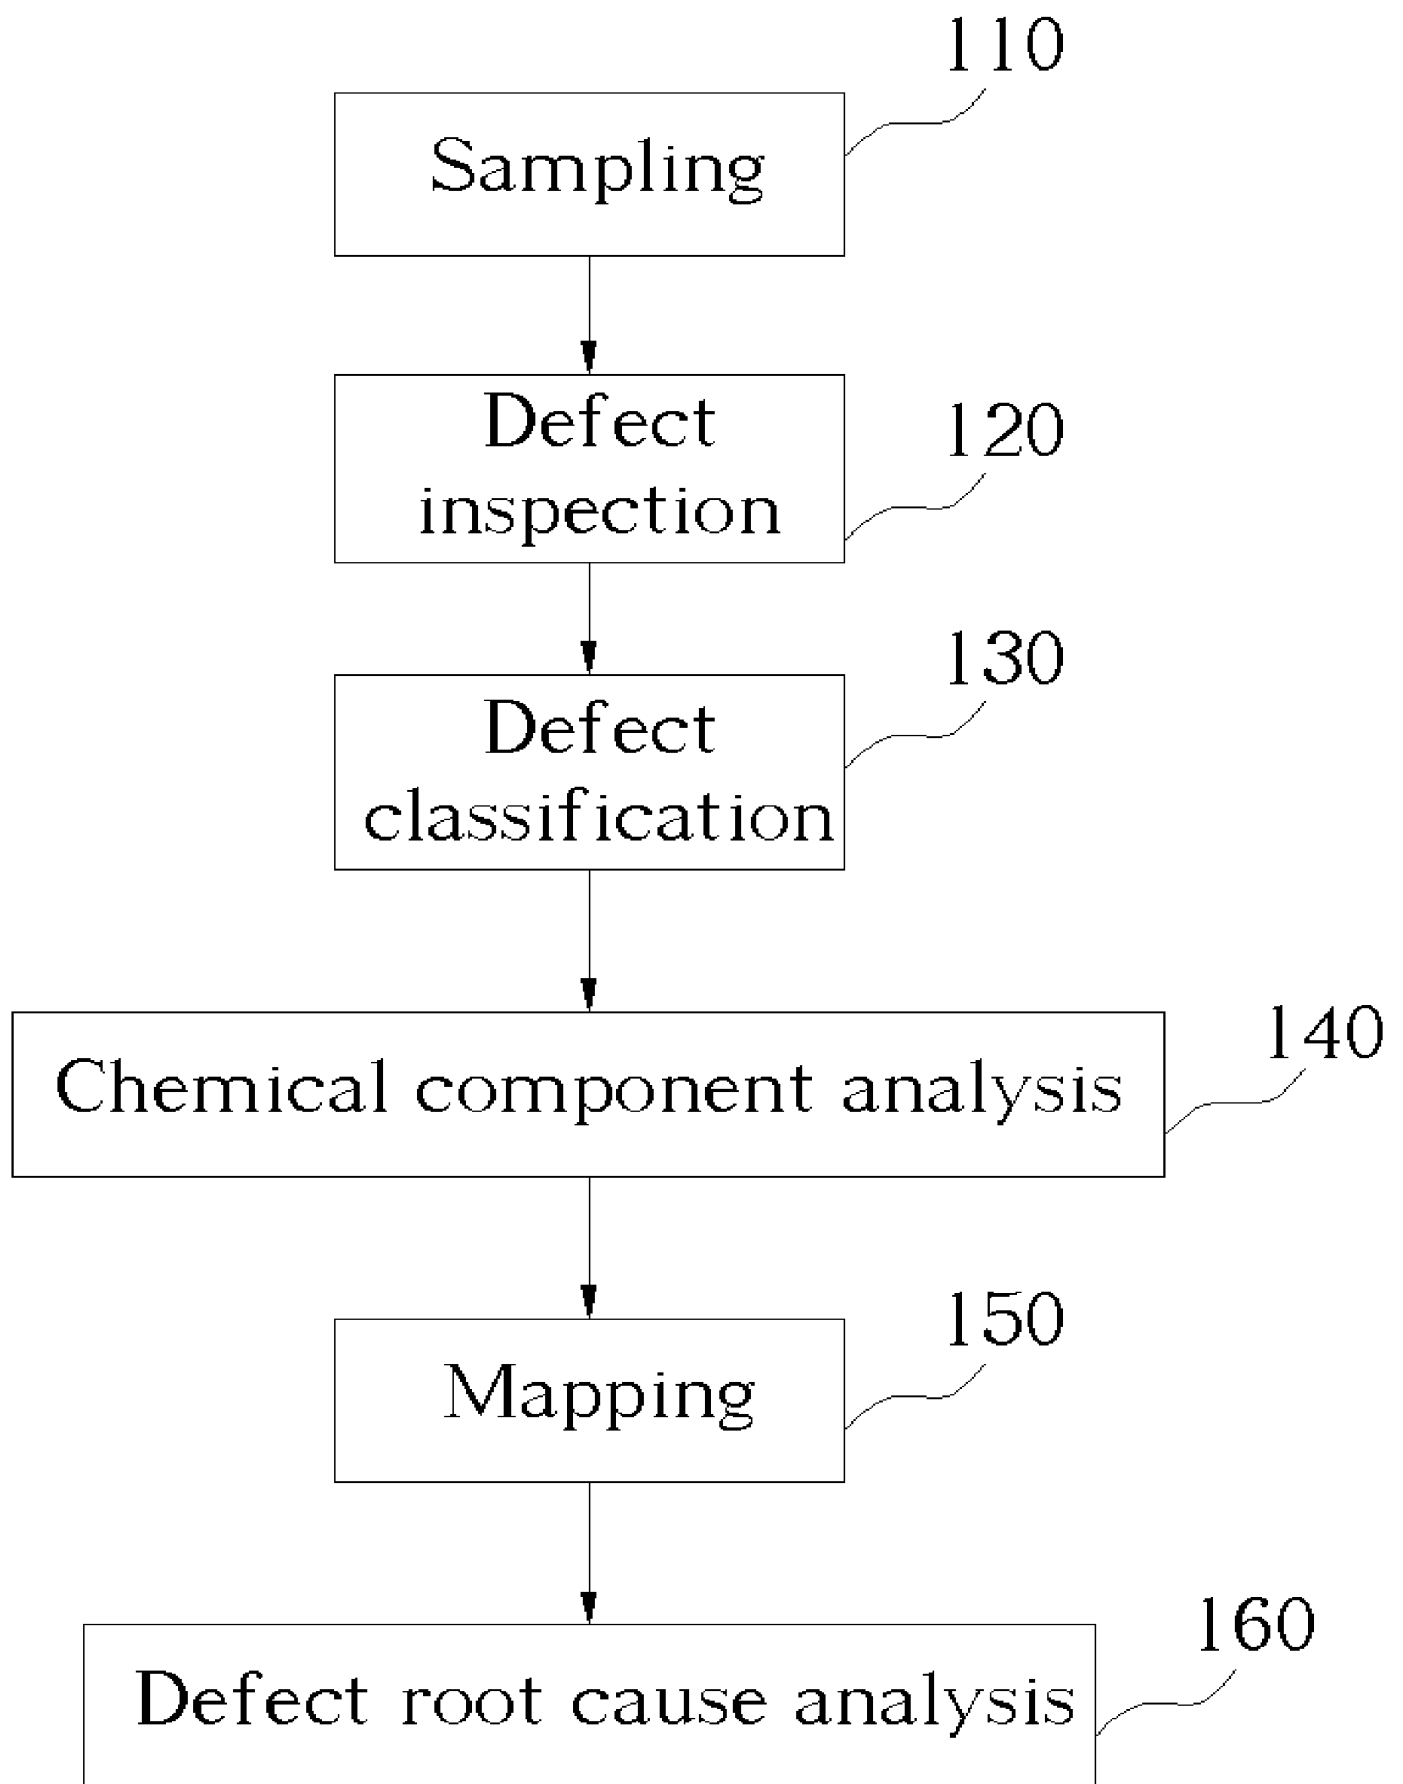 110
Sampling
Defect
inspection
120
130
Defect
classification
140
Chemical component analysis
150
Mapping
160
Defect root cause analysis